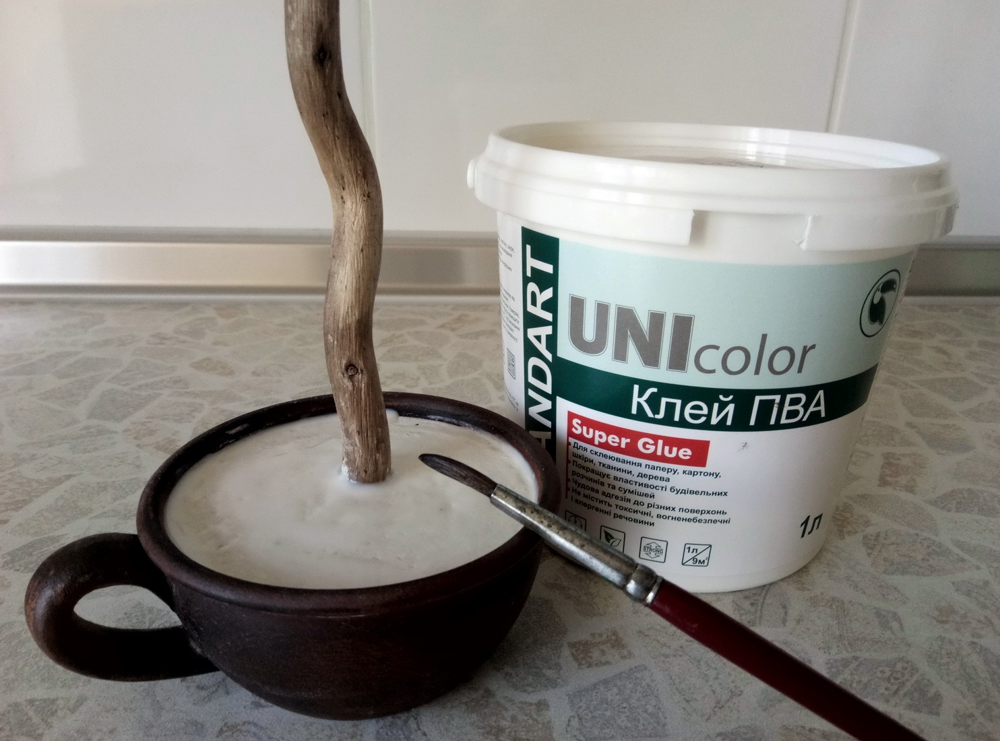 ANDART
UNIcolor
Клей ПВА
Super Glue
Для склеювання паперу, картону,
шкіри, тканини, дерева
Покращує властивості будівельних
розчинів та сумішей
Чудова адгезія до різних поверхонь
Не містить токсичні, вогненебезпечні
і алергенні речовини
STRONG
1л
9м²
1л